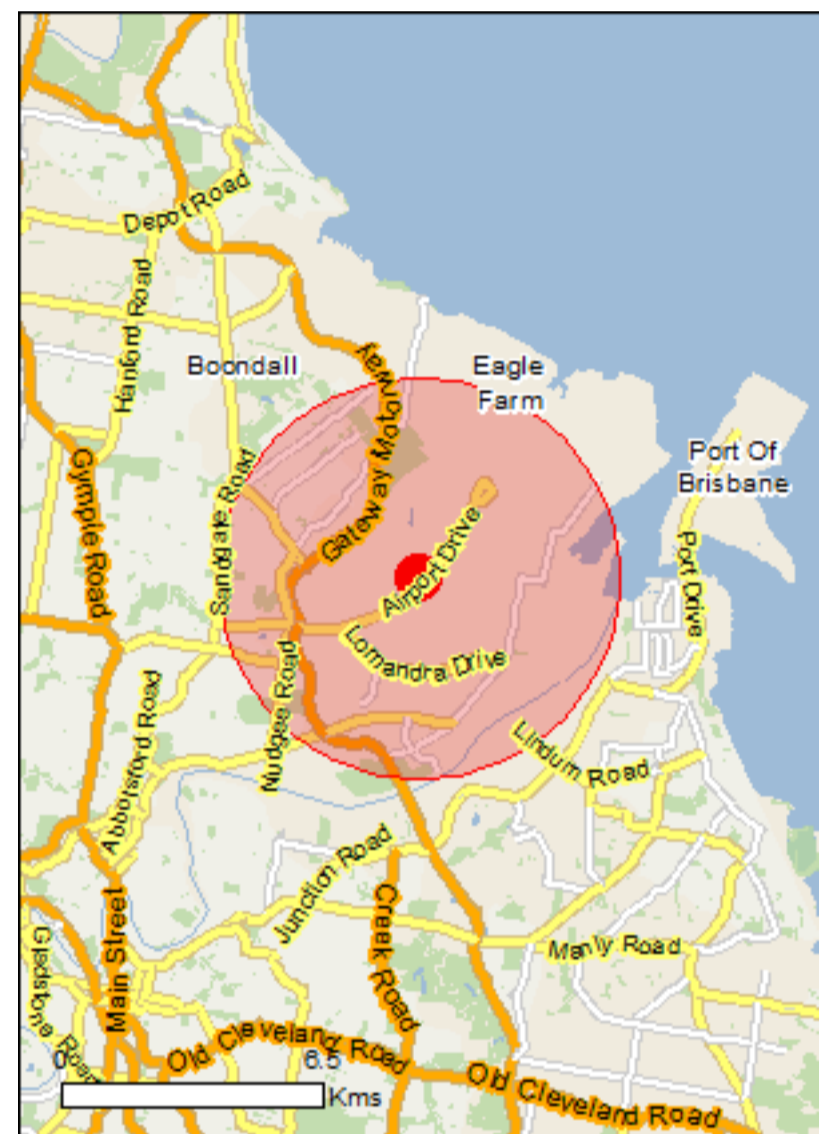 Depot Road
Hanford Road
Boondall
Gateway Motorway
Eagle
Farm
Port Of
Brisbane
Gympie Road
Sandgate Road
Airport Drive
Port Drive
Lomandra Drive
Nudgee Road
Abbotsford Road
Lindum Road
Junction Road
Creek Road
Manly Road
Main Street
Gladstone Road
Old Cleveland Road
Old Cleveland Road
0 6.5
Kms